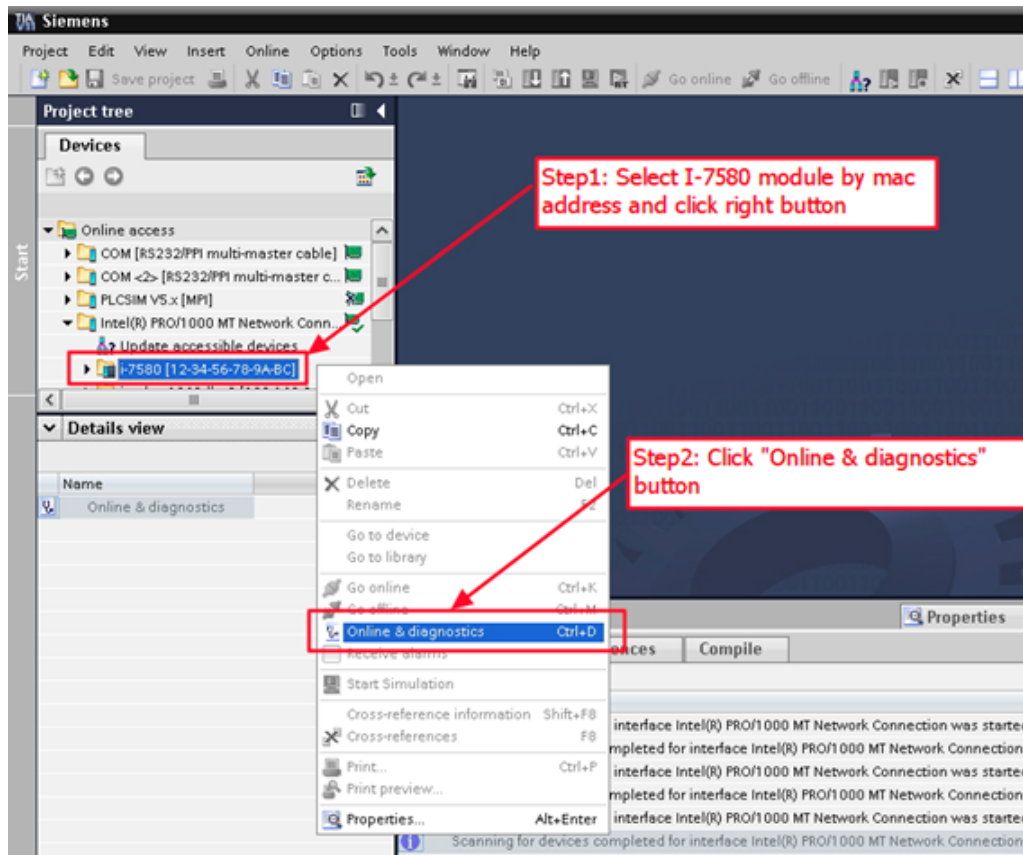 Siemens
Project Edit View Insert Online Options Tools Window Help
Save project Go online Go offline
Project tree
Devices
Start
Step1: Select I-7580 module by mac
address and click right button
Online access
COM [RS232/PPI multi-master cable]
COM <2> [RS232/PPI multi-master c...
PLCSIM V5.x [MPI]
Intel(R) PRO/1000 MT Network Conn...
Update accessible devices
i-7580 [12-34-56-78-9A-BC]
Details view
Name
Online & diagnostics
Open
Cut Ctrl+X
Copy Ctrl+C
Paste Ctrl+V
Delete Del
Rename F2
Go to device
Go to library
Go online Ctrl+K
Go offline Ctrl+M
Online & diagnostics Ctrl+D
Receive alarms
Start Simulation
Cross-reference information Shift+F8
Cross-references F8
Print... Ctrl+P
Print preview...
Properties... Alt+Enter
Step2: Click "Online & diagnostics"
button
Properties
ences Compile
interface Intel(R) PRO/1000 MT Network Connection was starte
mpleted for interface Intel(R) PRO/1000 MT Network Connection
interface Intel(R) PRO/1000 MT Network Connection was starte
mpleted for interface Intel(R) PRO/1000 MT Network Connection
interface Intel(R) PRO/1000 MT Network Connection was starte
Scanning for devices completed for interface Intel(R) PRO/1000 MT Network Connection